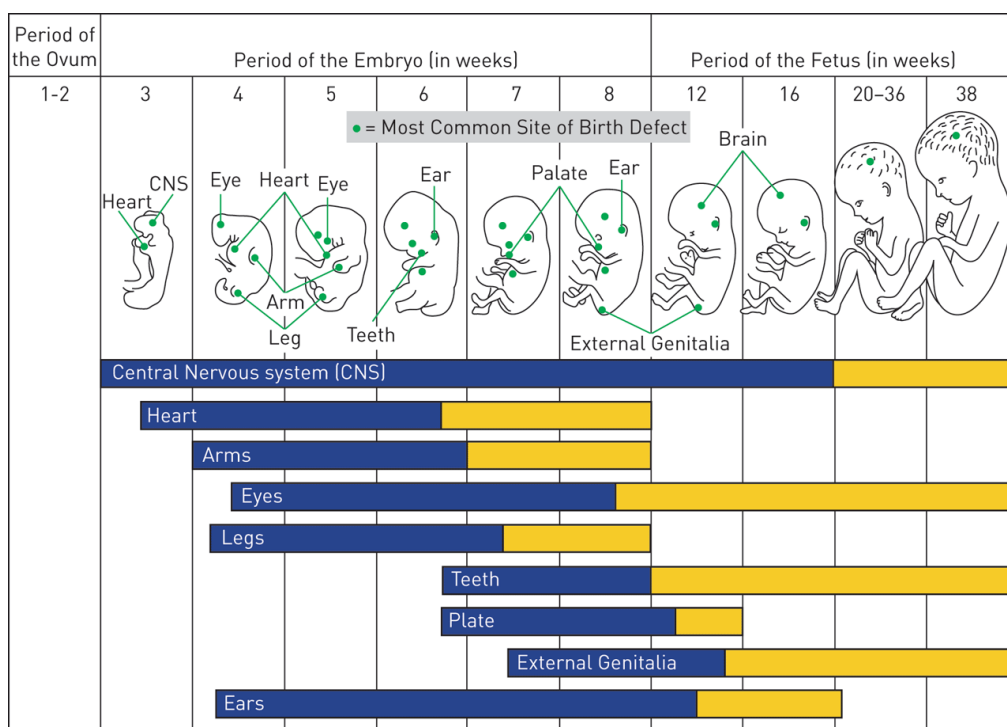 Period of
the Ovum
Period of the Embryo (in weeks)
Period of the Fetus (in weeks)
1-2
3
4
5
6
7
8
12
16
20–36
38
= Most Common Site of Birth Defect
CNS
Heart
Eye
Heart
Eye
Ear
Palate
Ear
Brain
Arm
Leg
Teeth
External Genitalia
Central Nervous system (CNS)
Heart
Arms
Eyes
Legs
Teeth
Plate
External Genitalia
Ears